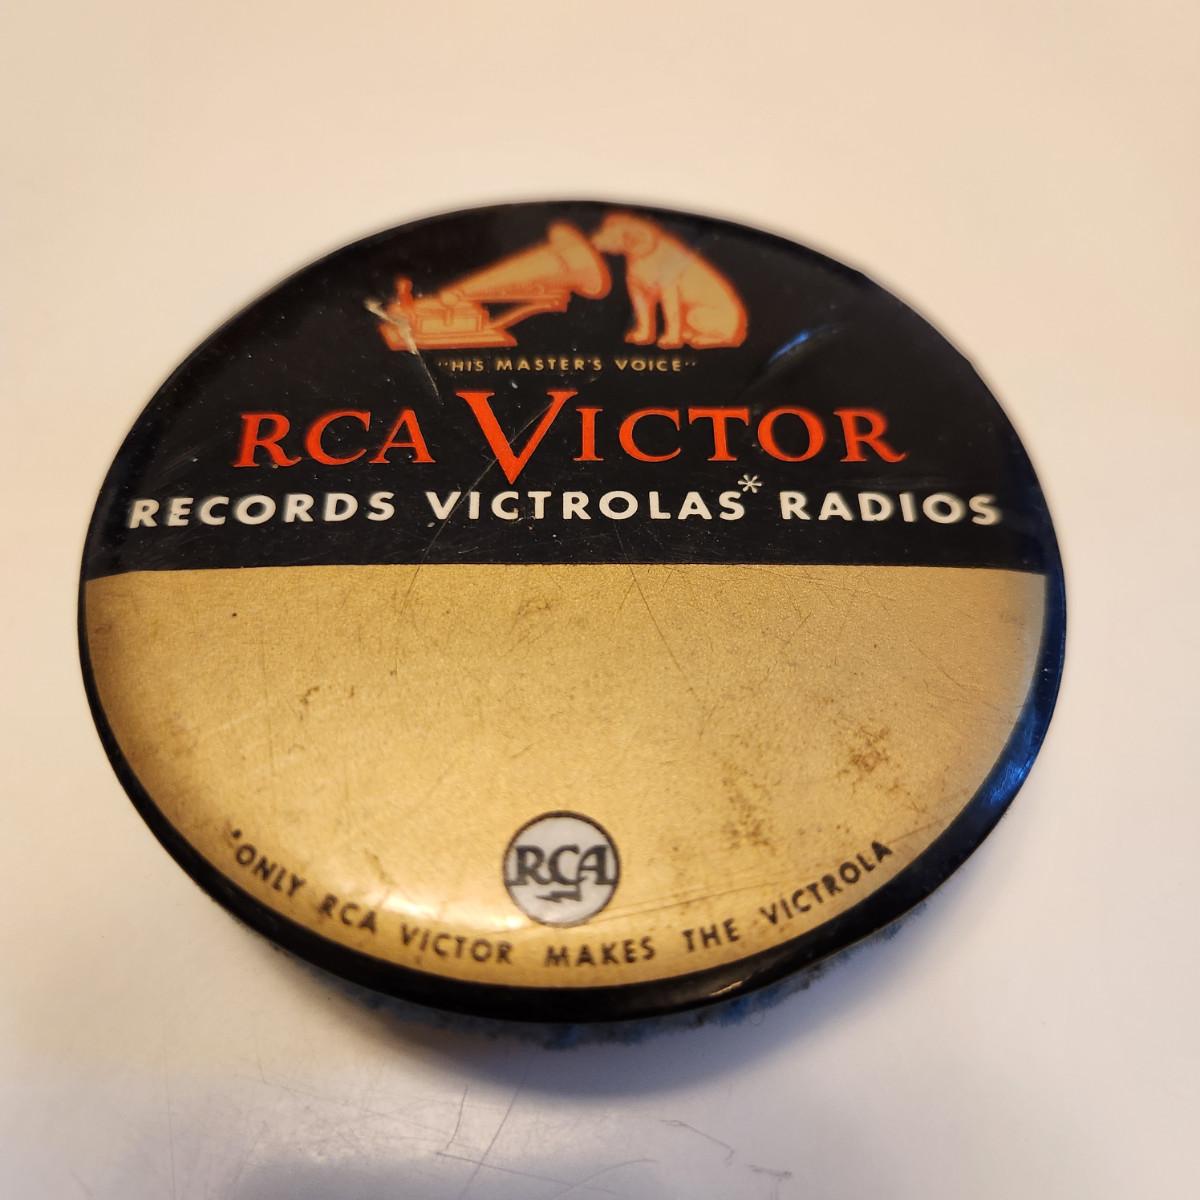 "HIS MASTER'S VOICE"
RCA VICTOR
RECORDS VICTROLAS* RADIOS
RCA
*ONLY RCA VICTOR MAKES THE VICTROLA